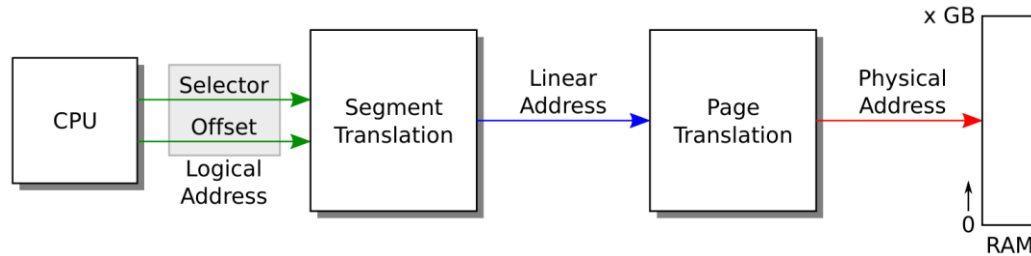 CPU
Selector
Offset
Logical
Address
Segment
Translation
Linear
Address
Page
Translation
Physical
Address
x GB
0
RAM